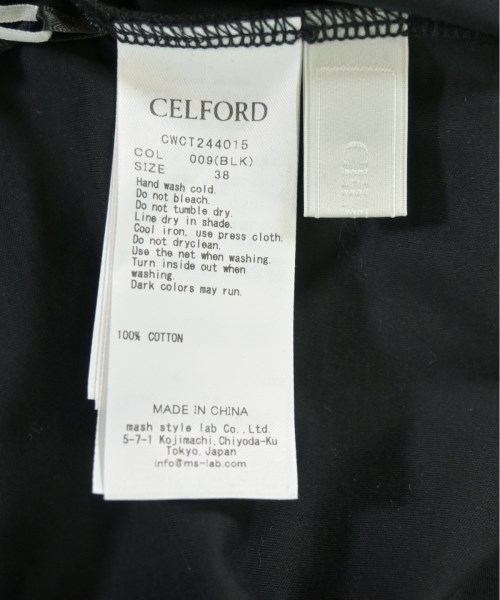 CELFORD
CWCT244015
COL 009(BLK)
SIZE 38
Hand wash cold.
Do not bleach.
Do not tumble dry.
Line dry in shade.
Cool iron, use press cloth.
Do not dryclean.
Use the net when washing.
Turn inside out when
washing.
Dark colors may run.
100% COTTON
MADE IN CHINA
mash style lab Co.,Ltd.
5-7-1 Kojimachi,Chiyoda-Ku
Tokyo,Japan
info@ms-lab.com